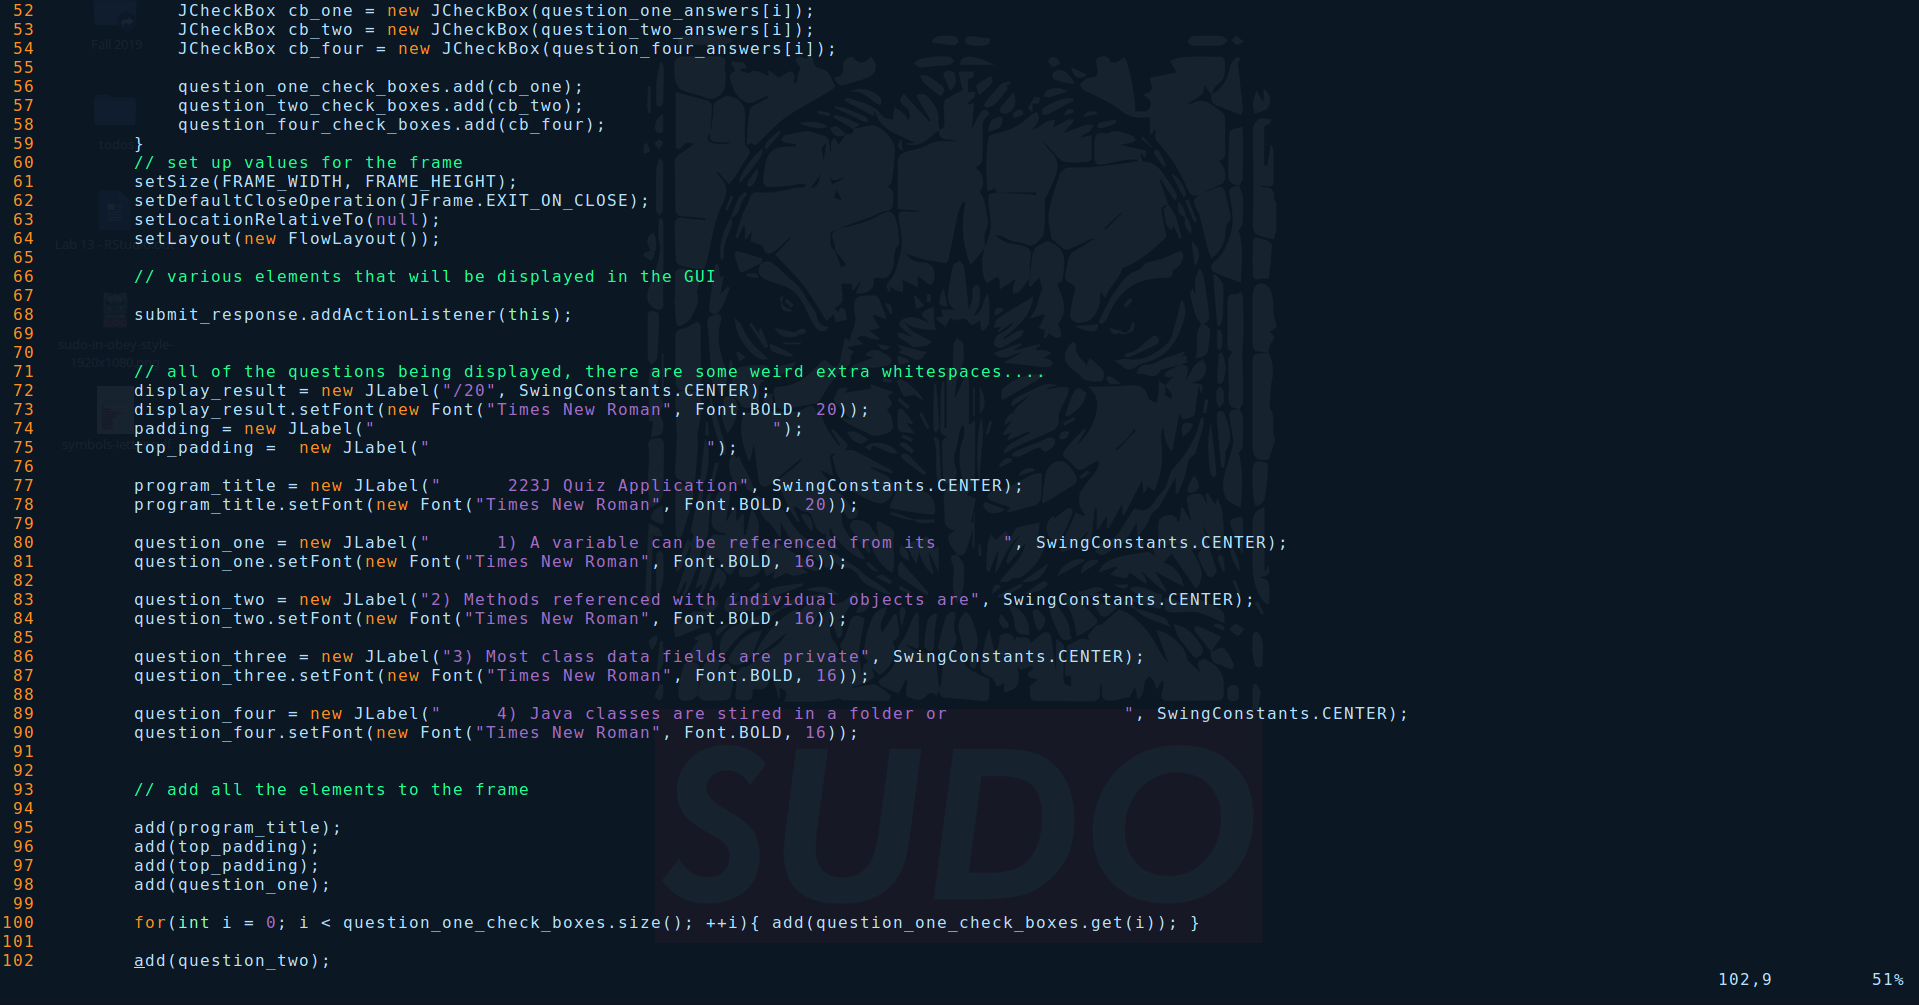 52             JCheckBox cb_one = new JCheckBox(question_one_answers[i]);
53             JCheckBox cb_two = new JCheckBox(question_two_answers[i]);
54             JCheckBox cb_four = new JCheckBox(question_four_answers[i]);
55
56             question_one_check_boxes.add(cb_one);
57             question_two_check_boxes.add(cb_two);
58             question_four_check_boxes.add(cb_four);
59         }
60         // set up values for the frame
61         setSize(FRAME_WIDTH, FRAME_HEIGHT);
62         setDefaultCloseOperation(JFrame.EXIT_ON_CLOSE);
63         setLocationRelativeTo(null);
64         setLayout(new FlowLayout());
65
66         // various elements that will be displayed in the GUI
67
68         submit_response.addActionListener(this);
69
70
71         // all of the questions being displayed, there are some weird extra whitespaces....
72         display_result = new JLabel("/20", SwingConstants.CENTER);
73         display_result.setFont(new Font("Times New Roman", Font.BOLD, 20));
74         padding = new JLabel("                                    ");
75         top_padding =  new JLabel("                         ");
76
77         program_title = new JLabel("      223J Quiz Application", SwingConstants.CENTER);
78         program_title.setFont(new Font("Times New Roman", Font.BOLD, 20));
79
80         question_one = new JLabel("      1) A variable can be referenced from its      ", SwingConstants.CENTER);
81         question_one.setFont(new Font("Times New Roman", Font.BOLD, 16));
82
83         question_two = new JLabel("2) Methods referenced with individual objects are", SwingConstants.CENTER);
84         question_two.setFont(new Font("Times New Roman", Font.BOLD, 16));
85
86         question_three = new JLabel("3) Most class data fields are private", SwingConstants.CENTER);
87         question_three.setFont(new Font("Times New Roman", Font.BOLD, 16));
88
89         question_four = new JLabel("     4) Java classes are stired in a folder or                ", SwingConstants.CENTER);
90         question_four.setFont(new Font("Times New Roman", Font.BOLD, 16));
91
92
93         // add all the elements to the frame
94
95         add(program_title);
96         add(top_padding);
97         add(top_padding);
98         add(question_one);
99
100         for(int i = 0; i < question_one_check_boxes.size(); ++i){ add(question_one_check_boxes.get(i)); }
101
102         add(question_two);
102,9         51%
Fall 2019
todos
Lab 13 - RStud
sudo-in-obey-style-
1920x1080.png
SUDO